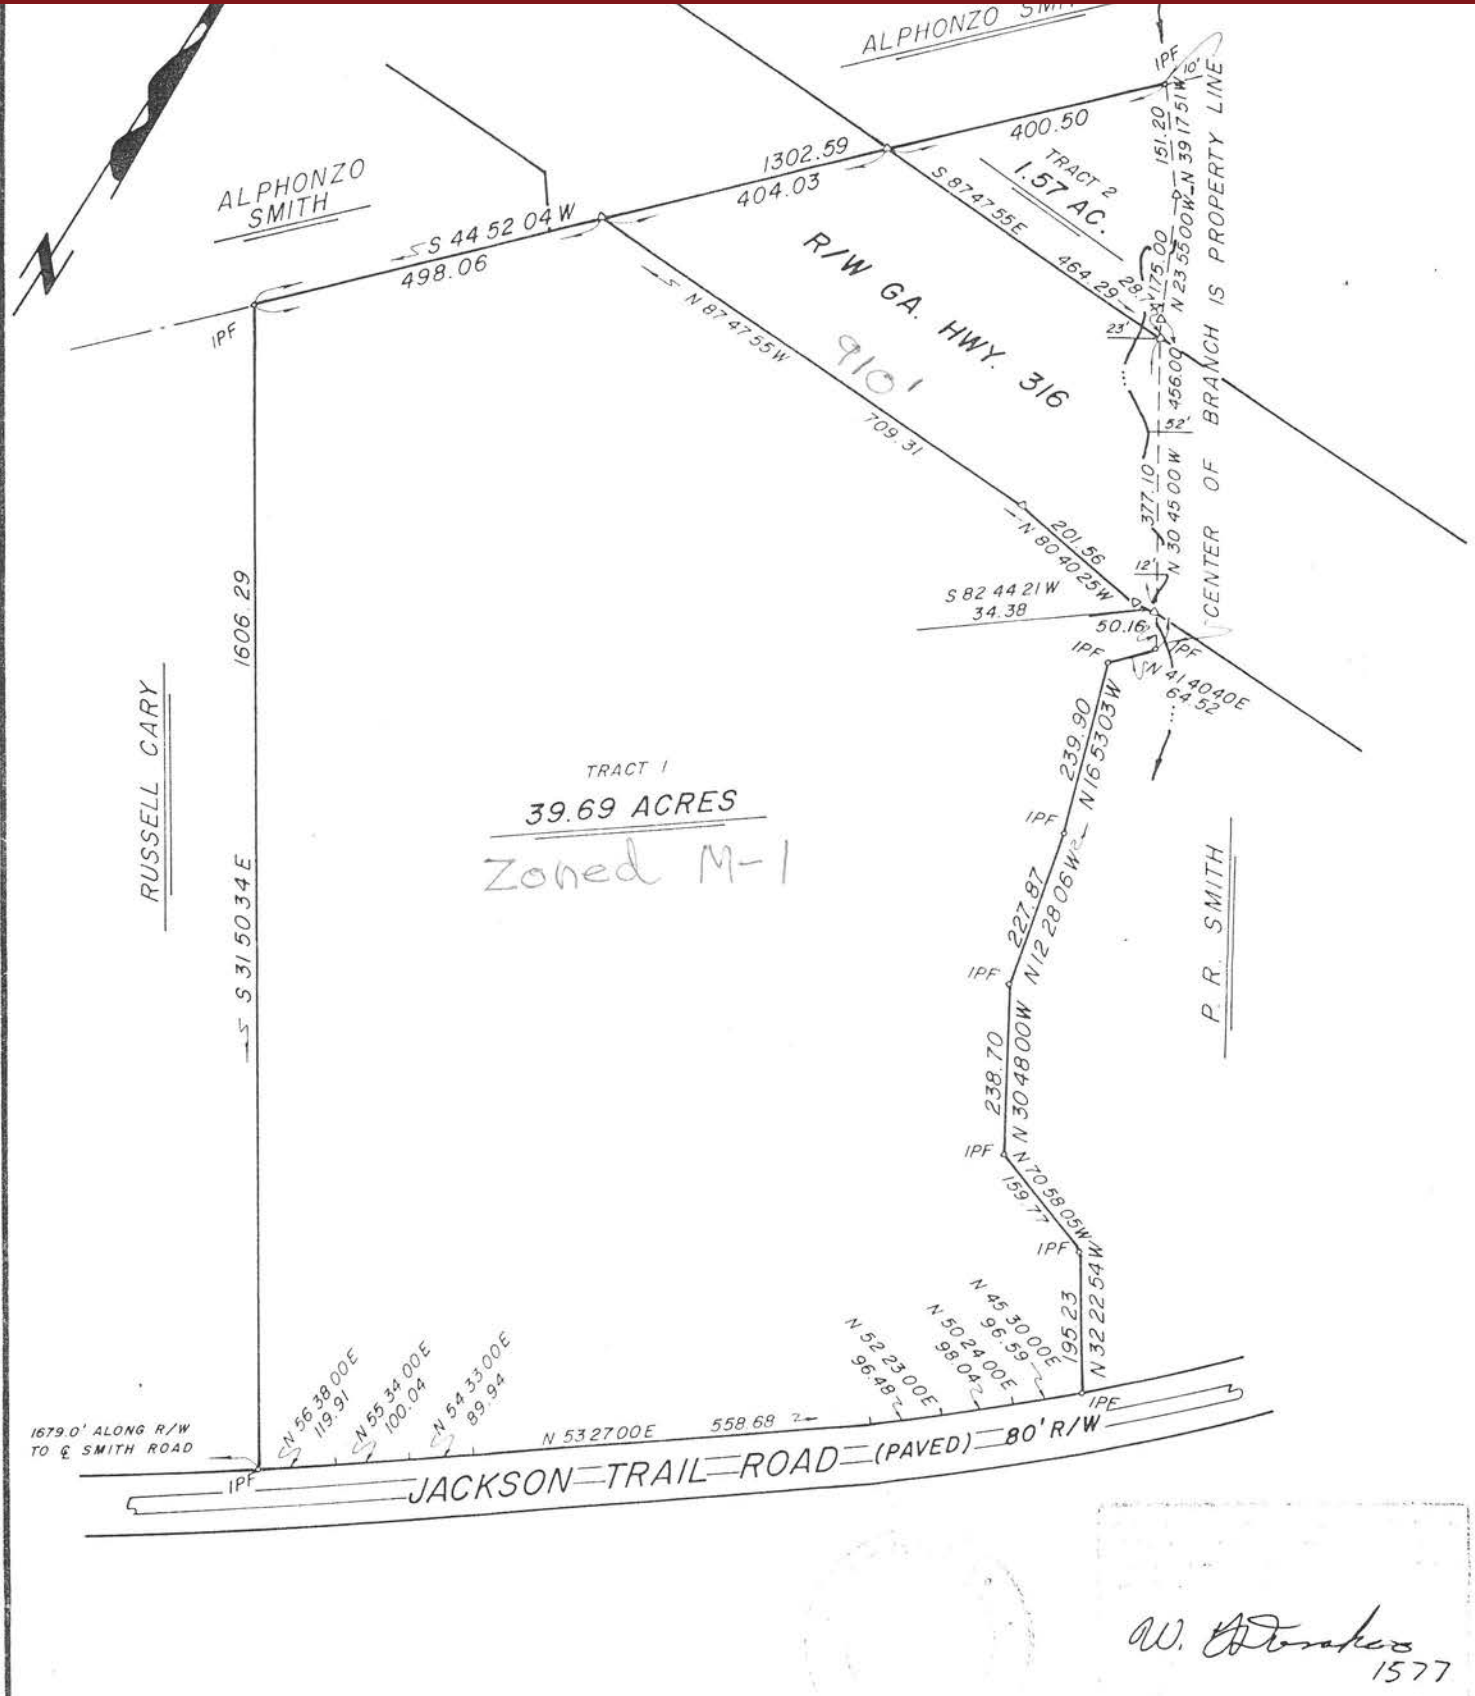 ALPHONZO
IPF
10'
ALPHONZO
SMITH
1302.59
400.50
404.03
S 44 52 04 W
498.06
IPF
TRACT 2
1.57 AC.
151.20
N 39 17 51 W
S 87 47 55 E
464.29
175.00
N 23 55 00 W
23'
CENTER OF BRANCH IS PROPERTY LINE
R/W GA. HWY. 316
910'
N 87 47 55 W
709.31
456.00
52'
377.10
N 30 45 00 W
12'
201.56
N 80 40 25 W
S 82 44 21 W
34.38
50.16
IPF
IPF
N 41 40 40 E
64.52
1606.29
S 31 50 34 E
RUSSELL CARY
TRACT 1
39.69 ACRES
Zoned M-1
239.90
N 16 53 03 W
IPF
227.87
N 12 28 06 W
IPF
238.70
N 30 48 00 W
IPF
N 70 58 05 W
159.77
IPF
195.23
N 32 22 54 W
P. R. SMITH
N 56 38 00 E
119.91
N 55 34 00 E
100.04
N 54 33 00 E
89.94
N 53 27 00 E 558.68
N 52 23 00 E
96.48
N 50 24 00 E
98.04
N 45 30 00 E
96.59
IPF
1679.0' ALONG R/W
TO ℄ SMITH ROAD
IPF
JACKSON TRAIL ROAD (PAVED) 80' R/W
W.
1577